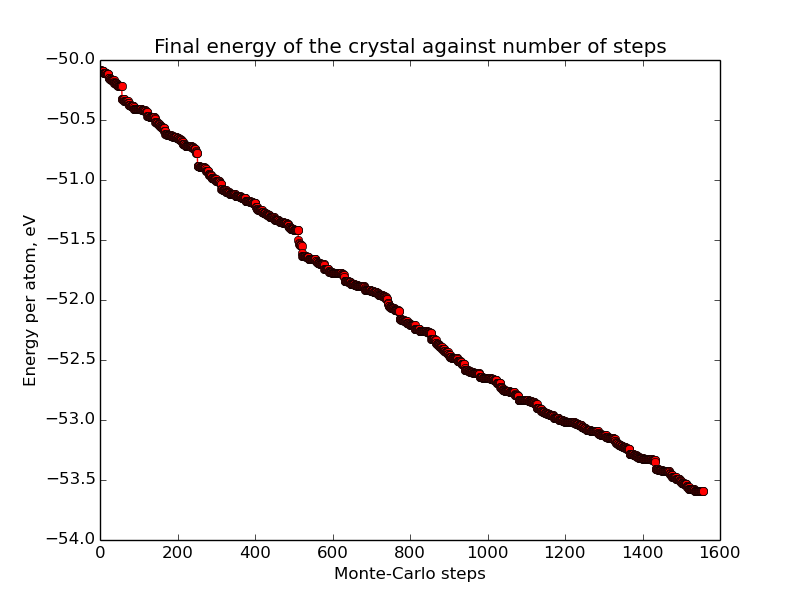 Final energy of the crystal against number of steps
−50.0
−50.5
−51.0
−51.5
−52.0
−52.5
−53.0
−53.5
−54.0
Energy per atom, eV
0 200 400 600 800 1000 1200 1400 1600
Monte-Carlo steps